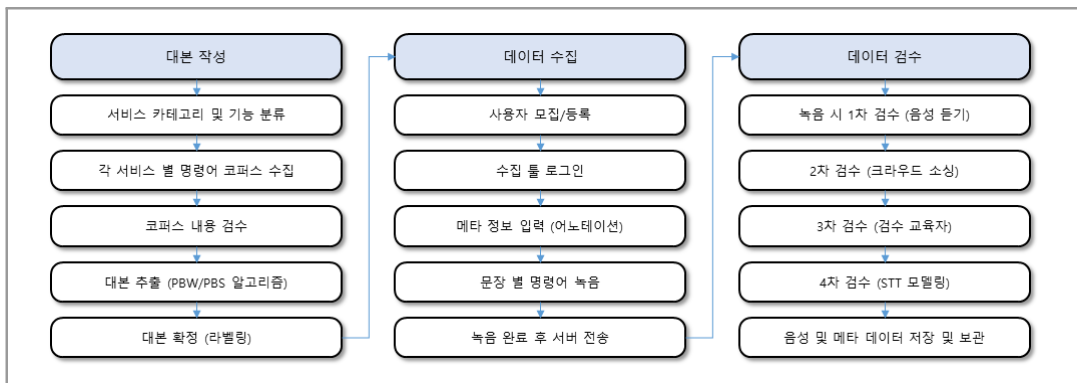 대본 작성
서비스 카테고리 및 기능 분류
각 서비스 별 명령어 코퍼스 수집
코퍼스 내용 검수
대본 추출 (PBW/PBS 알고리즘)
대본 확정 (라벨링)
데이터 수집
사용자 모집/등록
수집 툴 로그인
메타 정보 입력 (어노테이션)
문장 별 명령어 녹음
녹음 완료 후 서버 전송
데이터 검수
녹음 시 1차 검수 (음성 듣기)
2차 검수 (크라우드 소싱)
3차 검수 (검수 교육자)
4차 검수 (STT 모델링)
음성 및 메타 데이터 저장 및 보관